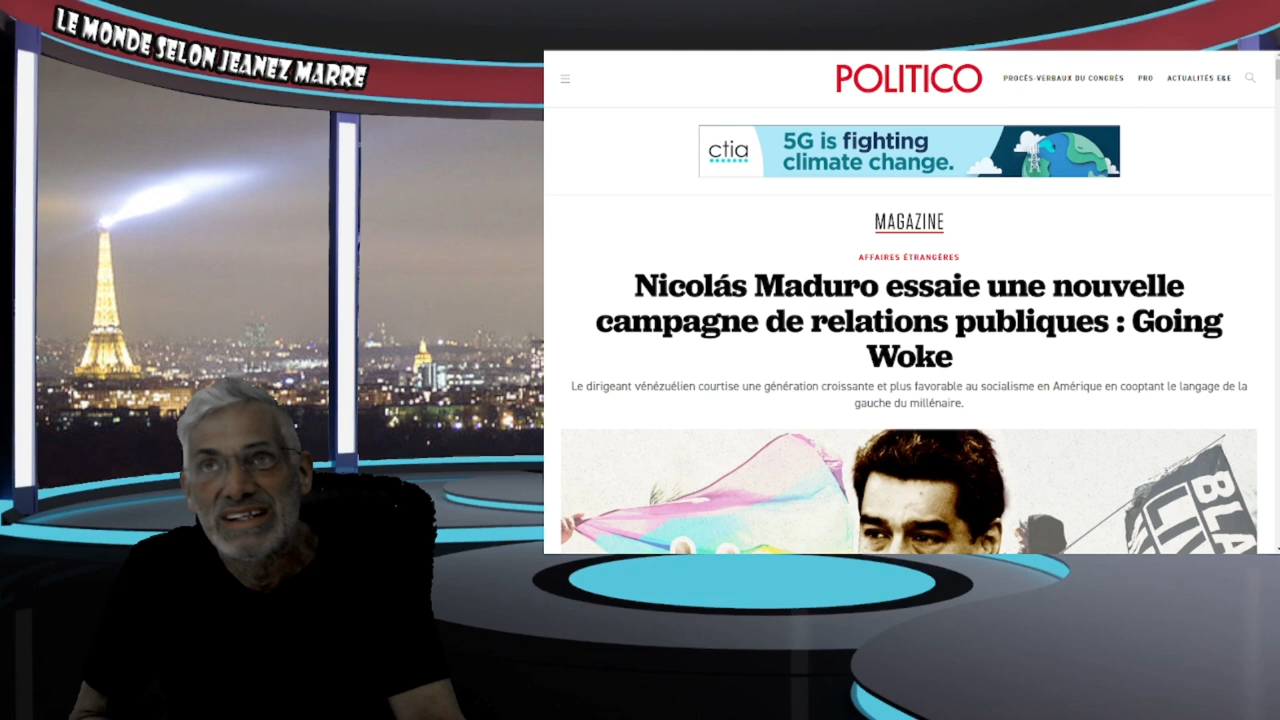 LE MONDE SELON JEANEZ MARRE
POLITICO
PROCÈS-VERBAUX DU CONGRÈS PRO ACTUALITÉS E&E
ctia
5G is fighting
climate change.
MAGAZINE
AFFAIRES ÉTRANGÈRES
Nicolás Maduro essaie une nouvelle
campagne de relations publiques : Going
Woke
Le dirigeant vénézuélien courtise une génération croissante et plus favorable au socialisme en Amérique en cooptant le langage de la
gauche du millénaire.
BLA
LIV